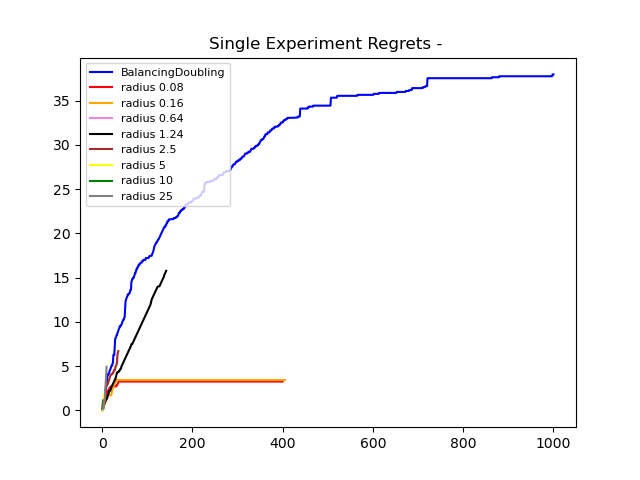 Single Experiment Regrets -
BalancingDoubling
radius 0.08
radius 0.16
radius 0.64
radius 1.24
radius 2.5
radius 5
radius 10
radius 25
35
30
25
20
15
10
5
0
0 200 400 600 800 1000